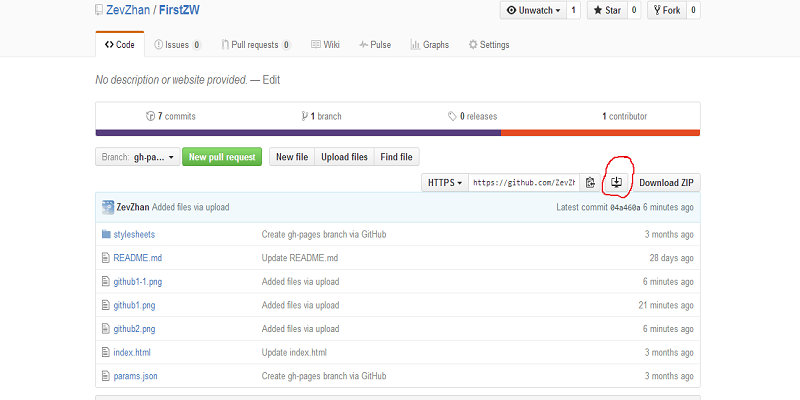 ZevZhan / FirstZW
Unwatch 1 Star 0 Fork 0
Code Issues 0 Pull requests 0 Wiki Pulse Graphs Settings
No description or website provided. — Edit
7 commits 1 branch 0 releases 1 contributor
Branch: gh-pa... New pull request New file Upload files Find file
HTTPS https://github.com/ZevZh Download ZIP
ZevZhan Added files via upload Latest commit 04a460a 6 minutes ago
stylesheets Create gh-pages branch via GitHub 3 months ago
README.md Update README.md 28 days ago
github1-1.png Added files via upload 6 minutes ago
github1.png Added files via upload 21 minutes ago
github2.png Added files via upload 6 minutes ago
index.html Update index.html 3 months ago
params.json Create gh-pages branch via GitHub 3 months ago